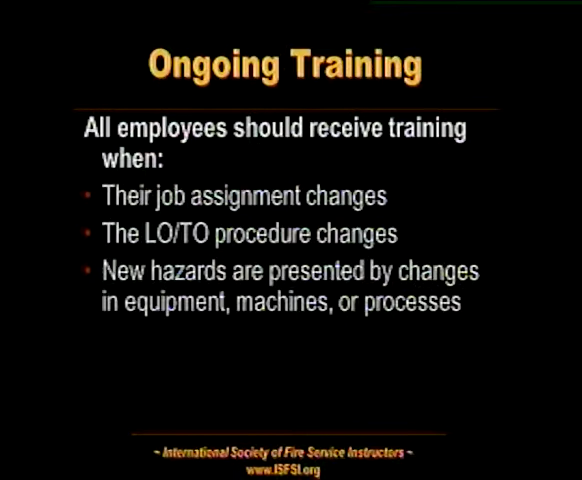 Ongoing Training
All employees should receive training
when:
• Their job assignment changes
• The LO/TO procedure changes
• New hazards are presented by changes
in equipment, machines, or processes
~ International Society of Fire Service Instructors ~
www.ISFSI.org